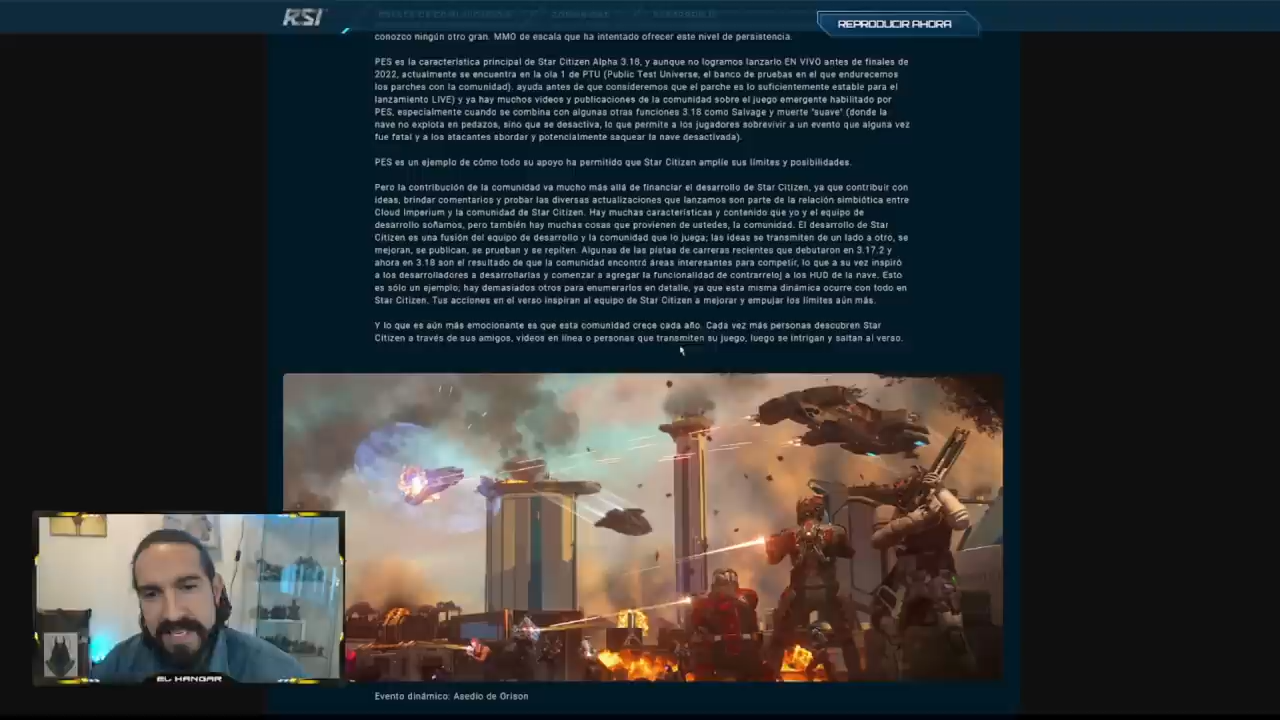 RSI
REPRODUCIR AHORA
conozco ningún otro gran. MMO de escala que ha intentado ofrecer este nivel de persistencia.
PES es la característica principal de Star Citizen Alpha 3.18, y aunque no logramos lanzarlo EN VIVO antes de finales de
2022, actualmente se encuentra en la ola 1 de PTU (Public Test Universe, el banco de pruebas en el que endurecemos
los parches con la comunidad). ayuda antes de que consideremos que el parche es lo suficientemente estable para el
lanzamiento LIVE) y ya hay muchos videos y publicaciones de la comunidad sobre el juego emergente habilitado por
PES, especialmente cuando se combina con algunas otras funciones 3.18 como Salvage y muerte "suave" (donde la
nave no explota en pedazos, sino que se desactiva, lo que permite a los jugadores sobrevivir a un evento que alguna vez
fue fatal y a los atacantes abordar y potencialmente saquear la nave desactivada).
PES es un ejemplo de cómo todo su apoyo ha permitido que Star Citizen amplíe sus límites y posibilidades.
Pero la contribución de la comunidad va mucho más allá de financiar el desarrollo de Star Citizen, ya que contribuir con
ideas, brindar comentarios y probar las diversas actualizaciones que lanzamos son parte de la relación simbiótica entre
Cloud Imperium y la comunidad de Star Citizen. Hay muchas características y contenido que yo y el equipo de
desarrollo soñamos, pero también hay muchas cosas que provienen de ustedes, la comunidad. El desarrollo de Star
Citizen es una fusión del equipo de desarrollo y la comunidad que lo juega; las ideas se transmiten de un lado a otro, se
mejoran, se publican, se prueban y se repiten. Algunas de las pistas de carreras recientes que debutaron en 3.17.2 y
ahora en 3.18 son el resultado de que la comunidad encontró áreas interesantes para competir, lo que a su vez inspiró
a los desarrolladores a desarrollarlas y comenzar a agregar la funcionalidad de contrarreloj a los HUD de la nave. Esto
es sólo un ejemplo; hay demasiados otros para enumerarlos en detalle, ya que esta misma dinámica ocurre con todo en
Star Citizen. Tus acciones en el verso inspiran al equipo de Star Citizen a mejorar y empujar los límites aún más.
Y lo que es aún más emocionante es que esta comunidad crece cada año. Cada vez más personas descubren Star
Citizen a través de sus amigos, videos en línea o personas que transmiten su juego, luego se intrigan y saltan al verso.
EL HANGAR
Evento dinámico: Asedio de Orison